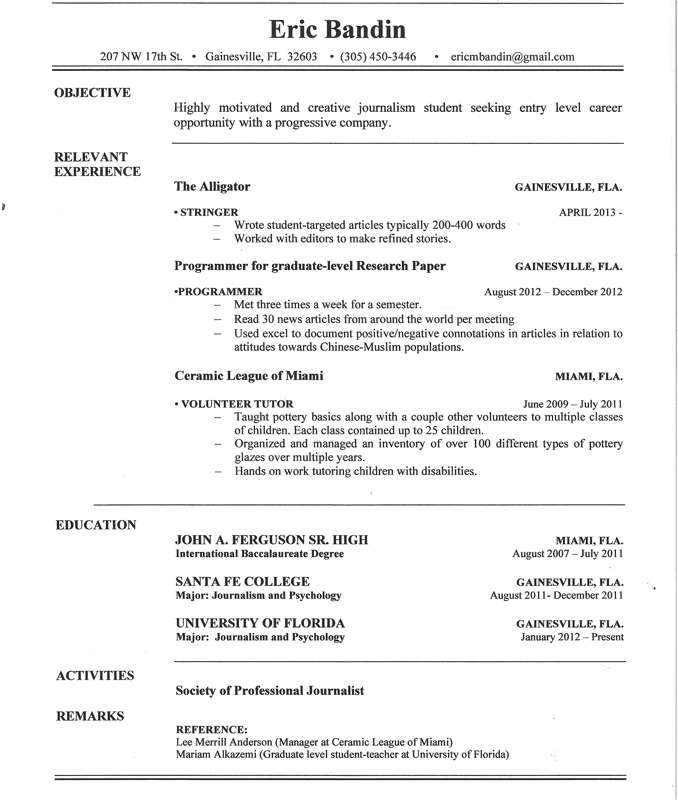 Eric Bandin
207 NW 17th St. • Gainesville, FL 32603 • (305) 450-3446 • ericmbandin@gmail.com
OBJECTIVE
Highly motivated and creative journalism student seeking entry level career
opportunity with a progressive company.
RELEVANT
EXPERIENCE
The Alligator GAINESVILLE, FLA.
• STRINGER APRIL 2013 -
– Wrote student-targeted articles typically 200-400 words
– Worked with editors to make refined stories.
Programmer for graduate-level Research Paper GAINESVILLE, FLA.
•PROGRAMMER August 2012 – December 2012
– Met three times a week for a semester.
– Read 30 news articles from around the world per meeting
– Used excel to document positive/negative connotations in articles in relation to
attitudes towards Chinese-Muslim populations.
Ceramic League of Miami MIAMI, FLA.
• VOLUNTEER TUTOR June 2009 – July 2011
– Taught pottery basics along with a couple other volunteers to multiple classes
of children. Each class contained up to 25 children.
– Organized and managed an inventory of over 100 different types of pottery
glazes over multiple years.
– Hands on work tutoring children with disabilities.
EDUCATION
JOHN A. FERGUSON SR. HIGH MIAMI, FLA.
International Baccalaureate Degree August 2007 – July 2011
SANTA FE COLLEGE GAINESVILLE, FLA.
Major: Journalism and Psychology August 2011- December 2011
UNIVERSITY OF FLORIDA GAINESVILLE, FLA.
Major: Journalism and Psychology January 2012 – Present
ACTIVITIES
Society of Professional Journalist
REMARKS
REFERENCE:
Lee Merrill Anderson (Manager at Ceramic League of Miami)
Mariam Alkazemi (Graduate level student-teacher at University of Florida)